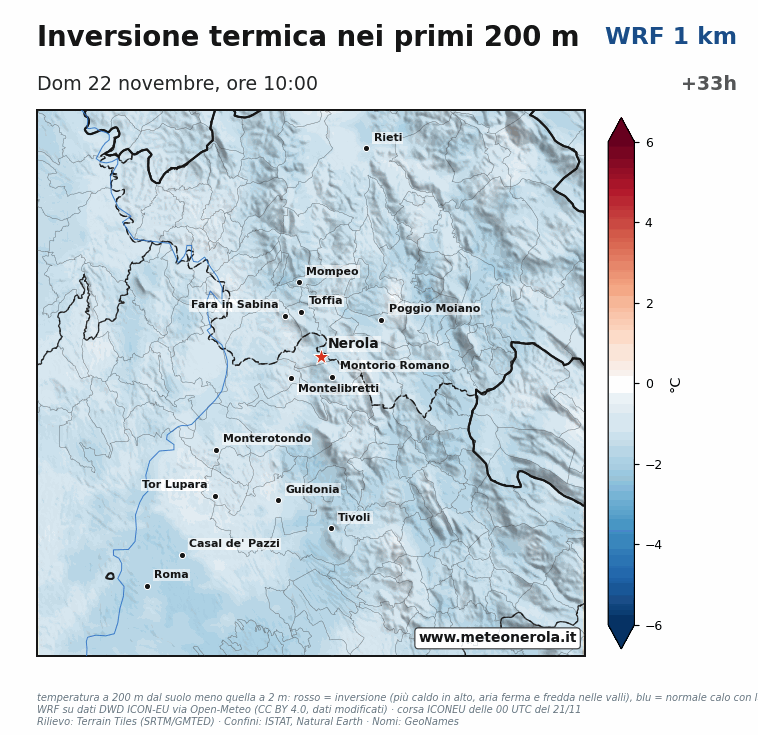 Inversione termica nei primi 200 m WRF 1 km
Dom 22 novembre, ore 10:00 +33h
Rieti
Mompeo
Fara in Sabina
Toffia
Poggio Moiano
Nerola
Montorio Romano
Montelibretti
Monterotondo
Tor Lupara
Guidonia
Tivoli
Casal de' Pazzi
Roma
www.meteonerola.it
6
4
2
0
−2
−4
−6
°C
temperatura a 200 m dal suolo meno quella a 2 m: rosso = inversione (più caldo in alto, aria ferma e fredda nelle valli), blu = normale calo con l
WRF su dati DWD ICON-EU via Open-Meteo (CC BY 4.0, dati modificati) · corsa ICONEU delle 00 UTC del 21/11
Rilievo: Terrain Tiles (SRTM/GMTED) · Confini: ISTAT, Natural Earth · Nomi: GeoNames